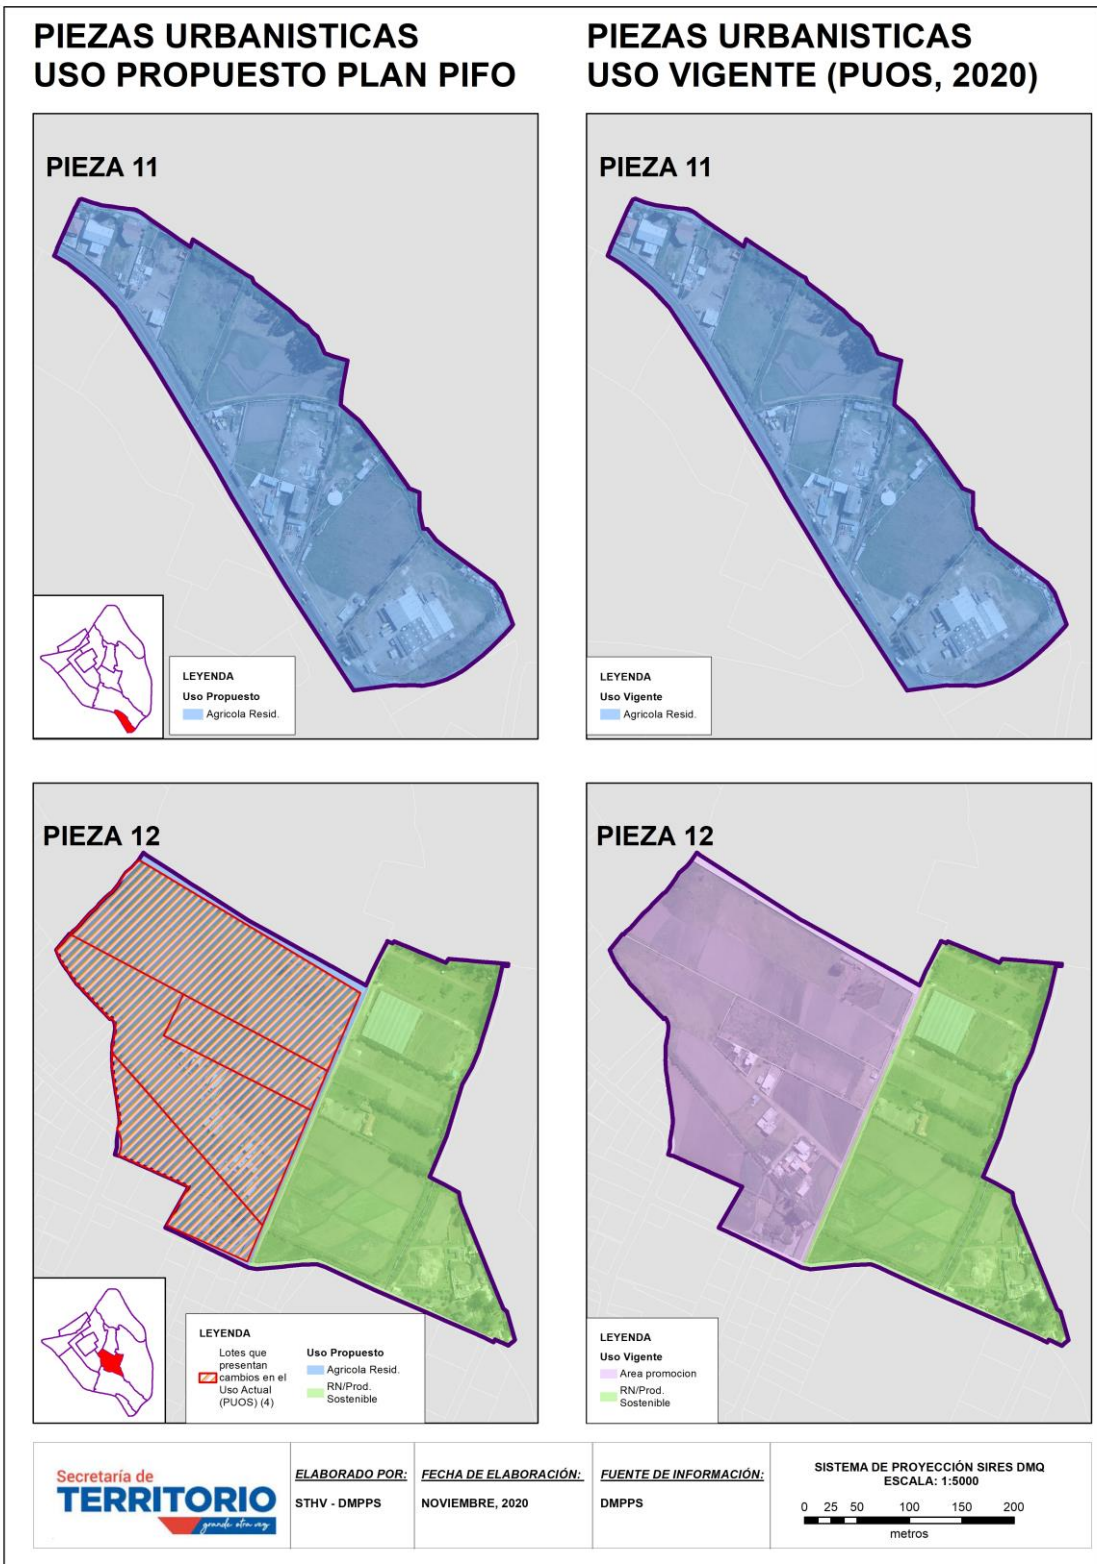 PIEZAS URBANISTICAS
USO PROPUESTO PLAN PIFO
PIEZAS URBANISTICAS
USO VIGENTE (PUOS, 2020)
PIEZA 11
LEYENDA
Uso Propuesto
Agricola Resid.
PIEZA 11
LEYENDA
Uso Vigente
Agricola Resid.
PIEZA 12
LEYENDA
Lotes que
presentan
cambios en el
Uso Actual
(PUOS) (4)
Uso Propuesto
Agricola Resid.
RN/Prod.
Sostenible
PIEZA 12
LEYENDA
Uso Vigente
Area promocion
RN/Prod.
Sostenible
Secretaría de
TERRITORIO
grande otra vez
ELABORADO POR:
STHV - DMPPS
FECHA DE ELABORACIÓN:
NOVIEMBRE, 2020
FUENTE DE INFORMACIÓN:
DMPPS
SISTEMA DE PROYECCIÓN SIRES DMQ
ESCALA: 1:5000
0 25 50 100 150 200
metros